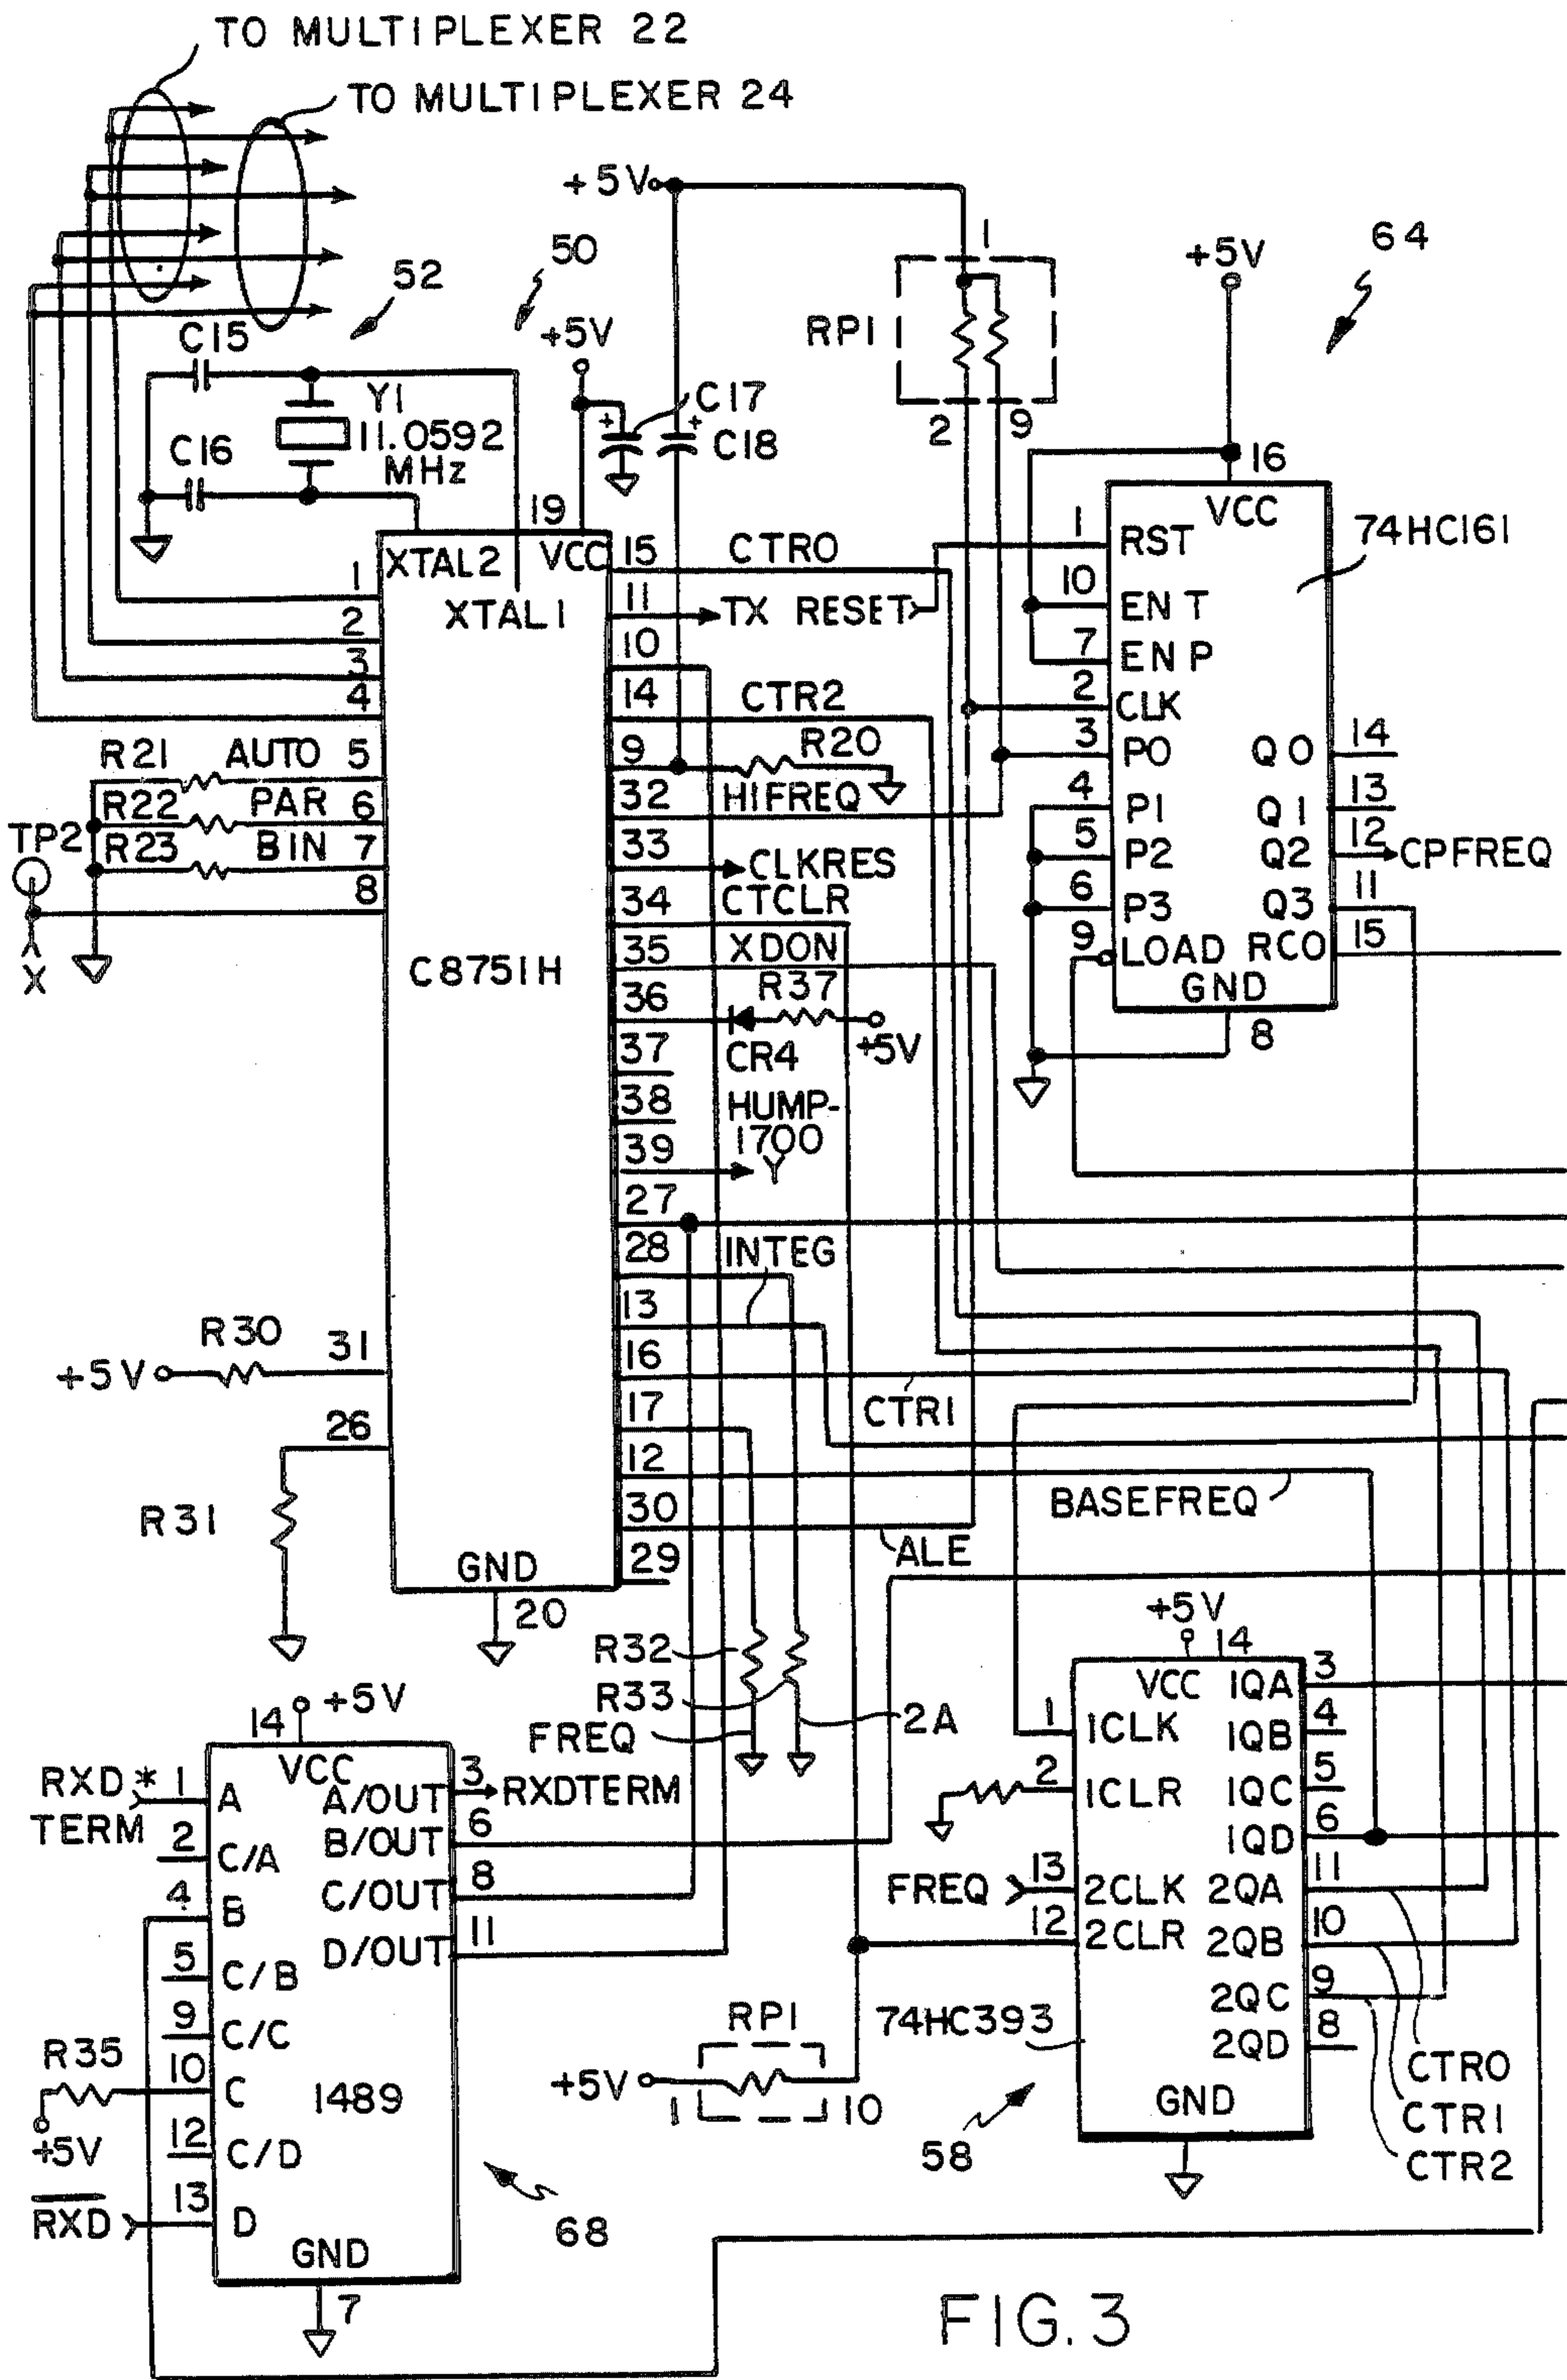 TO MULTIPLEXER 22
TO MULTIPLEXER 24
+5V
1
64
+5V
52
50
C15
+5V
RP1
Y1
11.0592
MHz
C17
C18
2
9
C16
16
VCC
74HC161
19
XTAL2
VCC
XTAL1
15
CTR0
1
RST
1
11
TX RESET
10
EN T
2
10
7
EN P
3
14
CTR2
2
CLK
4
9
R20
3
P0
Q0
14
R21
AUTO
5
32
HIFREQ
4
P1
Q1
13
R22
PAR
6
TP2
R23
BIN
7
33
CLKRES
5
P2
Q2
12
CPFREQ
8
34
CTCLR
6
P3
Q3
11
X
35
XDON
9
LOAD
RCO
15
C8751H
36
R37
GND
CR4
+5V
8
37
38
HUMP-
1700
39
Y
27
28
INTEG
13
R30
31
+5V
16
CTR1
26
17
12
BASEFREQ
R31
30
ALE
GND
29
20
+5V
R32
14
VCC
1QA
3
R33
2A
+5V
14
FREQ
1
1CLK
1QB
4
VCC
RXD *
TERM
1
A
A/OUT
3
RXDTERM
2
1CLR
1QC
5
2
C/A
B/OUT
6
1QD
6
4
B
C/OUT
8
FREQ
13
2CLK
2QA
11
5
C/B
D/OUT
11
12
2CLR
2QB
10
9
C/C
RP1
74HC393
2QC
9
2QD
8
R35
10
C
1489
+5V
1
10
CTR0
GND
CTR1
+5V
12
C/D
58
CTR2
RXD
13
D
68
GND
7
FIG. 3